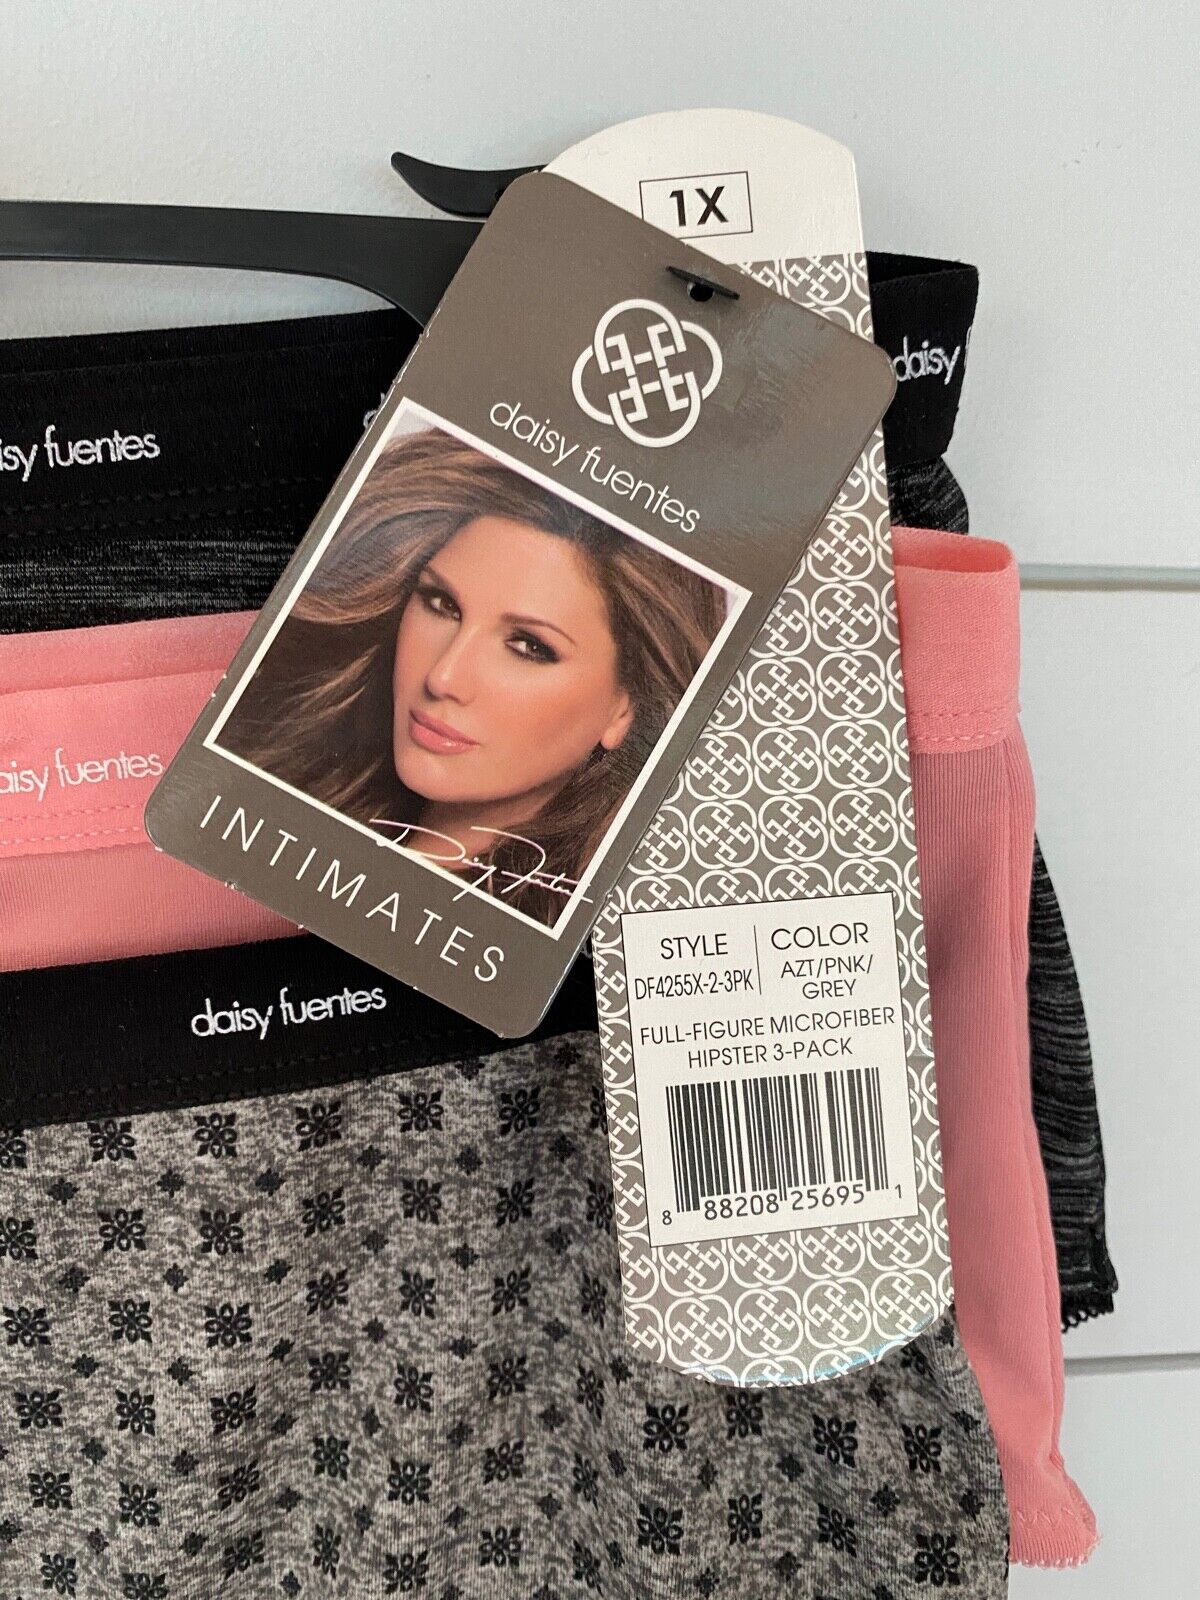 1X
daisy fuentes
daisy
fuentes
fuentes
Daisy Fuentes
INTIMATES
daisy fuentes
STYLE
DF4255X-2-3PK
COLOR
AZT/PNK/
GREY
FULL-FIGURE MICROFIBER
HIPSTER 3-PACK
8 88208 25695 1